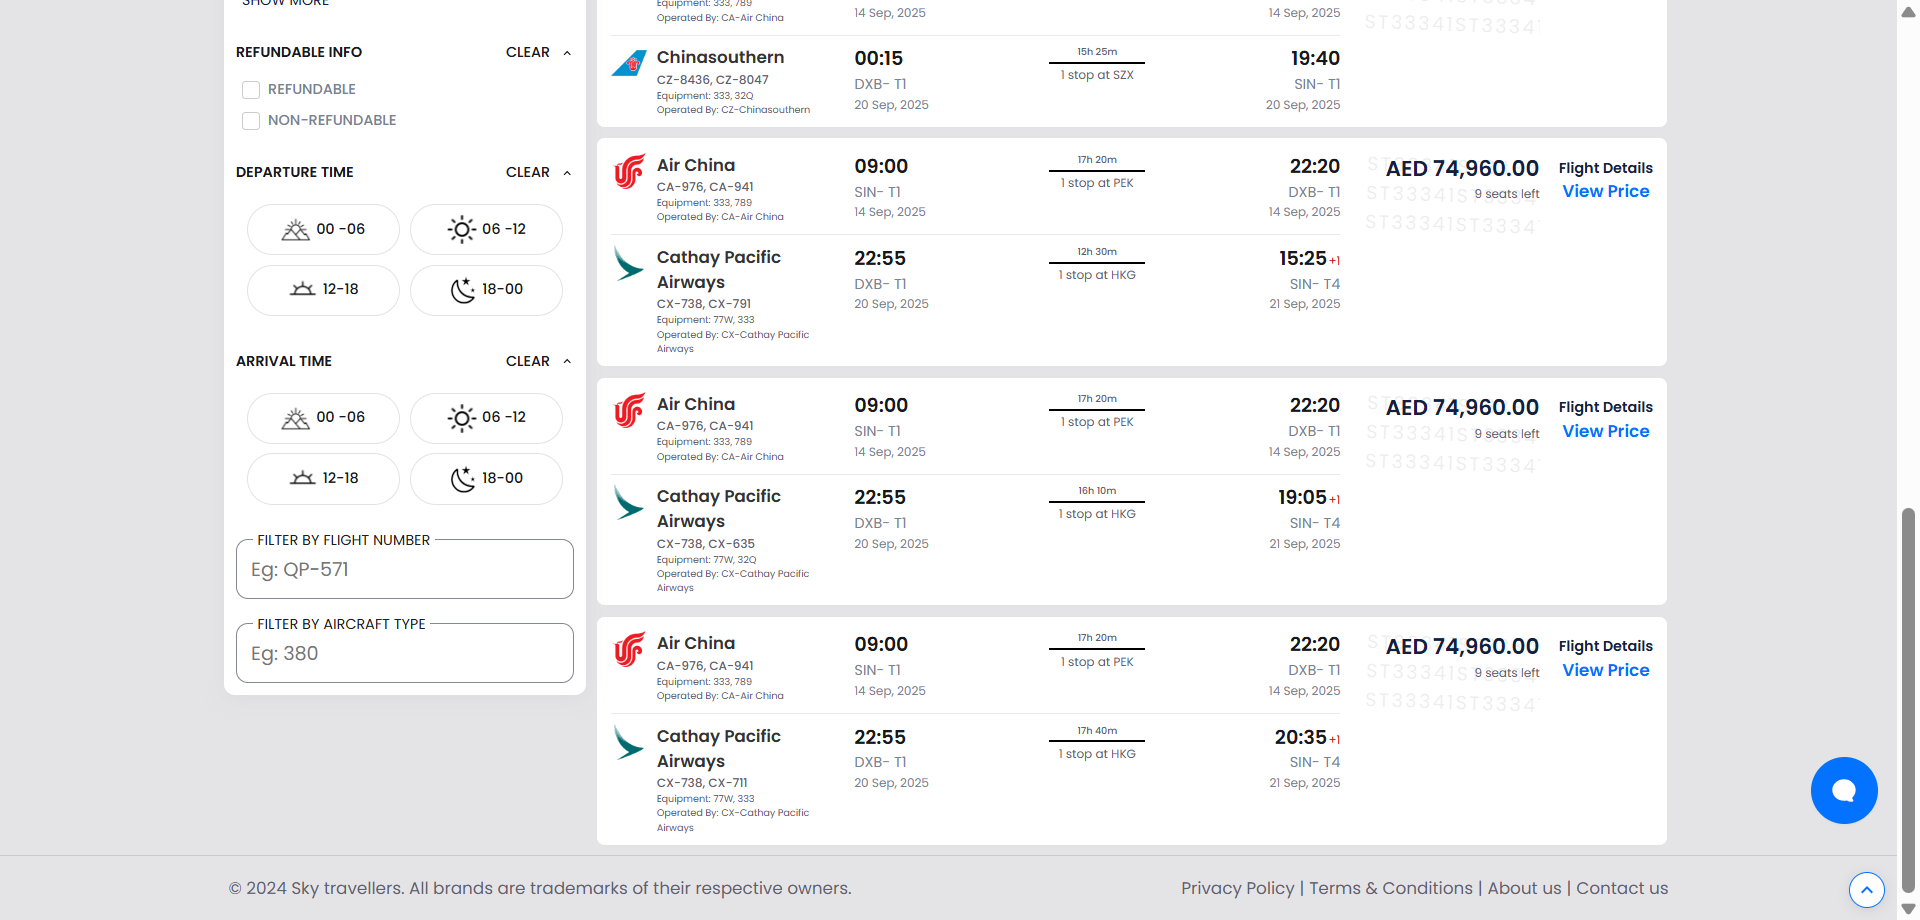 SHOW MORE
REFUNDABLE INFO CLEAR
REFUNDABLE
NON-REFUNDABLE
DEPARTURE TIME CLEAR
00 -06
06 -12
12-18
18-00
ARRIVAL TIME CLEAR
00 -06
06 -12
12-18
18-00
FILTER BY FLIGHT NUMBER
Eg: QP-571
FILTER BY AIRCRAFT TYPE
Eg: 380
Equipment: 333, 789
Operated By: CA-Air China
14 Sep, 2025
14 Sep, 2025
ST33341ST33341
Chinasouthern
CZ-8436, CZ-8047
Equipment: 333, 32Q
Operated By: CZ-Chinasouthern
00:15
DXB- T1
20 Sep, 2025
15h 25m
1 stop at SZX
19:40
SIN- T1
20 Sep, 2025
Air China
CA-976, CA-941
Equipment: 333, 789
Operated By: CA-Air China
09:00
SIN- T1
14 Sep, 2025
17h 20m
1 stop at PEK
22:20
DXB- T1
14 Sep, 2025
AED 74,960.00
9 seats left
ST33341ST3334
Flight Details
View Price
Cathay Pacific
Airways
CX-738, CX-791
Equipment: 77W, 333
Operated By: CX-Cathay Pacific
Airways
22:55
DXB- T1
20 Sep, 2025
12h 30m
1 stop at HKG
15:25 +1
SIN- T4
21 Sep, 2025
Air China
CA-976, CA-941
Equipment: 333, 789
Operated By: CA-Air China
09:00
SIN- T1
14 Sep, 2025
17h 20m
1 stop at PEK
22:20
DXB- T1
14 Sep, 2025
AED 74,960.00
9 seats left
ST33341ST3334
Flight Details
View Price
Cathay Pacific
Airways
CX-738, CX-635
Equipment: 77W, 32Q
Operated By: CX-Cathay Pacific
Airways
22:55
DXB- T1
20 Sep, 2025
16h 10m
1 stop at HKG
19:05 +1
SIN- T4
21 Sep, 2025
Air China
CA-976, CA-941
Equipment: 333, 789
Operated By: CA-Air China
09:00
SIN- T1
14 Sep, 2025
17h 20m
1 stop at PEK
22:20
DXB- T1
14 Sep, 2025
AED 74,960.00
9 seats left
ST33341ST3334
Flight Details
View Price
Cathay Pacific
Airways
CX-738, CX-711
Equipment: 77W, 333
Operated By: CX-Cathay Pacific
Airways
22:55
DXB- T1
20 Sep, 2025
17h 40m
1 stop at HKG
20:35 +1
SIN- T4
21 Sep, 2025
© 2024 Sky travellers. All brands are trademarks of their respective owners.
Privacy Policy | Terms & Conditions | About us | Contact us